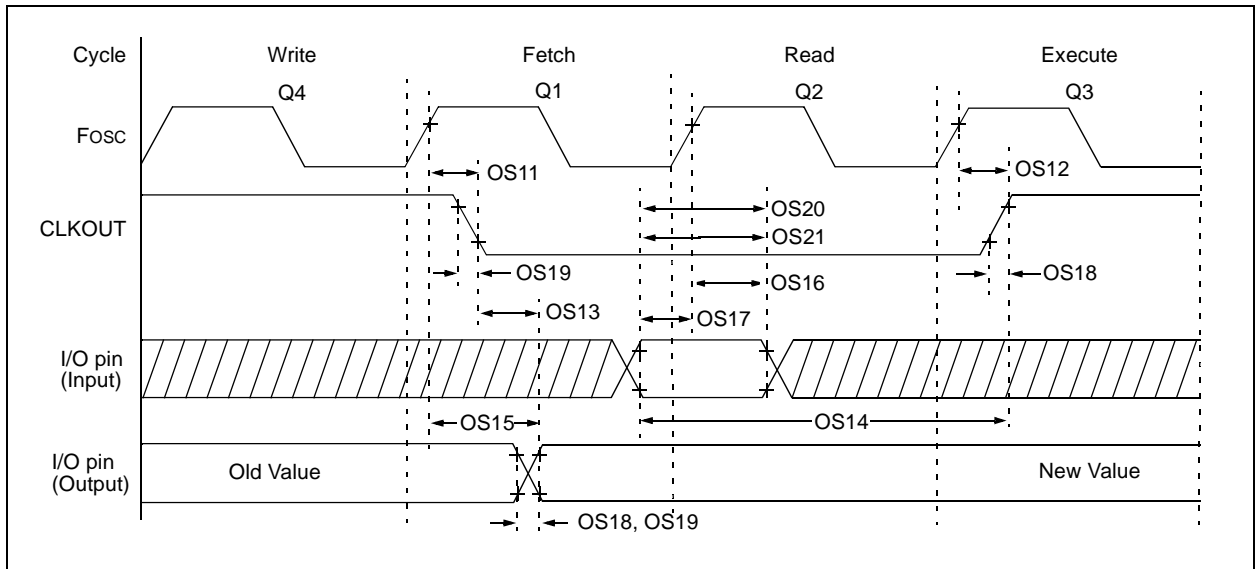 Cycle Write Fetch Read Execute
Q4 Q1 Q2 Q3
Fosc
OS11 OS12
OS20
CLKOUT OS21
OS19 OS16 OS18
OS13 OS17
I/O pin
(Input)
OS15 OS14
I/O pin
(Output) Old Value New Value
OS18, OS19